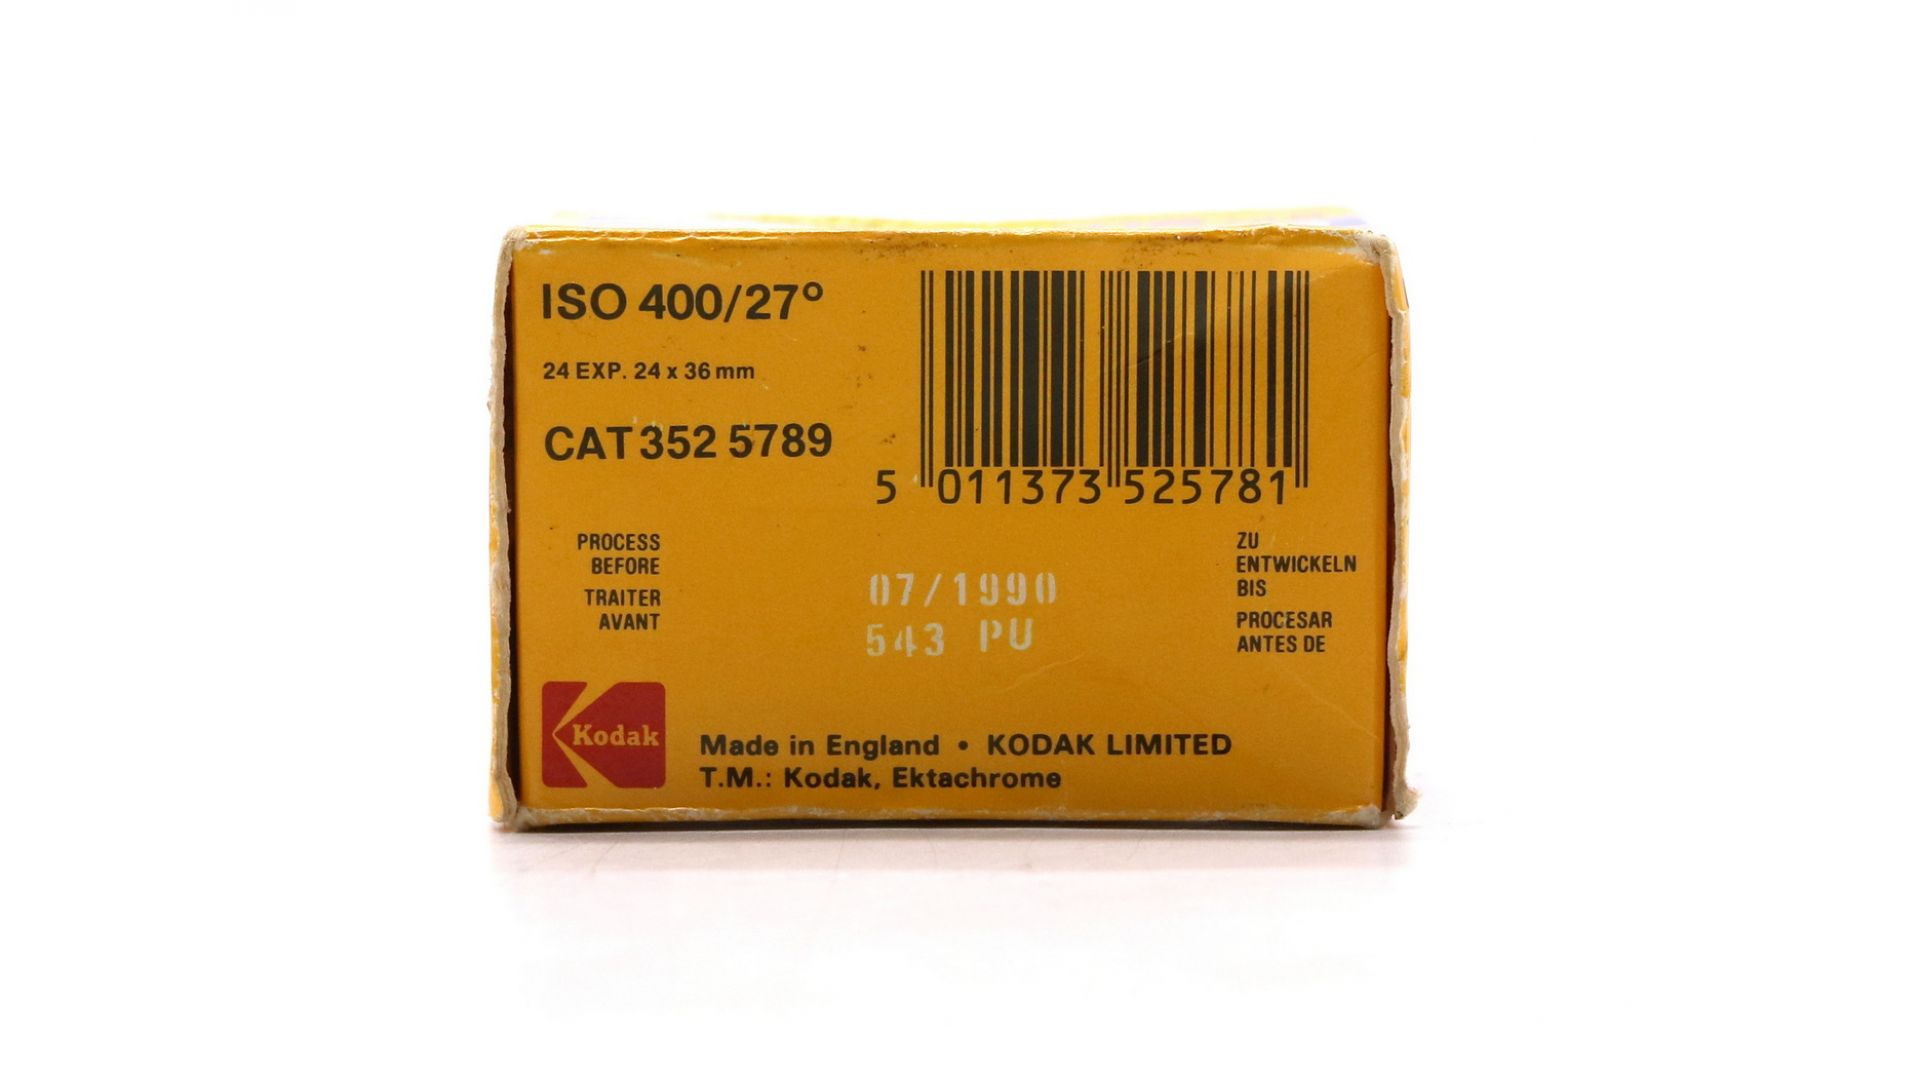 ISO 400/27°
24 EXP. 24 x 36 mm
CAT 352 5789
5 011373 525781
PROCESS
BEFORE
TRAITER
AVANT
07/1990
543 PU
ZU
ENTWICKELN
BIS
PROCESAR
ANTES DE
Kodak
Made in England • KODAK LIMITED
T.M.: Kodak, Ektachrome